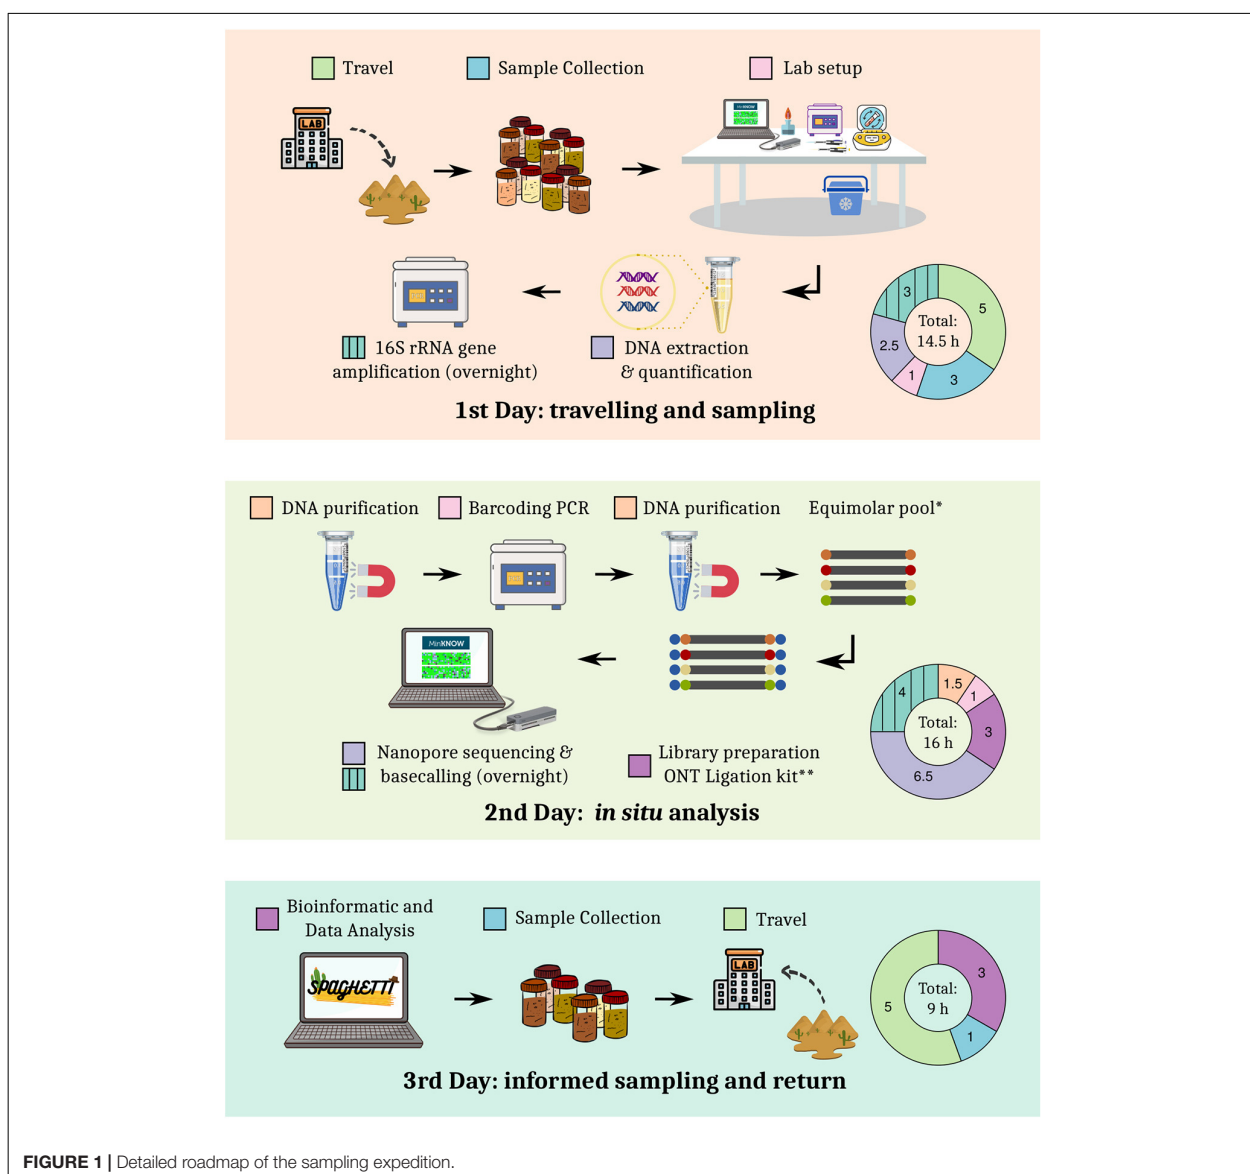 Travel
Sample Collection
Lab setup
LAB
MinKNOW
16S rRNA gene
amplification (overnight)
DNA extraction
& quantification
3
5
2.5
1
3
Total:
14.5 h
1st Day: travelling and sampling
DNA purification
Barcoding PCR
DNA purification
Equimolar pool*
MinKNOW
Nanopore sequencing &
basecalling (overnight)
Library preparation
ONT Ligation kit**
4
1.5
1
3
6.5
Total:
16 h
2nd Day: in situ analysis
Bioinformatic and
Data Analysis
Sample Collection
Travel
SPAGHETTI
LAB
3
5
1
Total:
9 h
3rd Day: informed sampling and return
FIGURE 1 | Detailed roadmap of the sampling expedition.